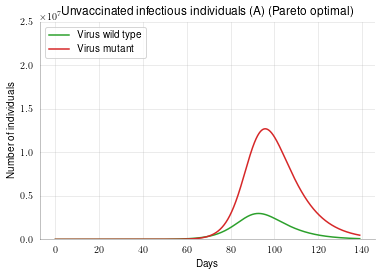 Unvaccinated infectious individuals (A) (Pareto optimal)
×10⁷
2.5
2.0
1.5
1.0
0.5
0.0
Number of individuals
Virus wild type
Virus mutant
0 20 40 60 80 100 120 140
Days